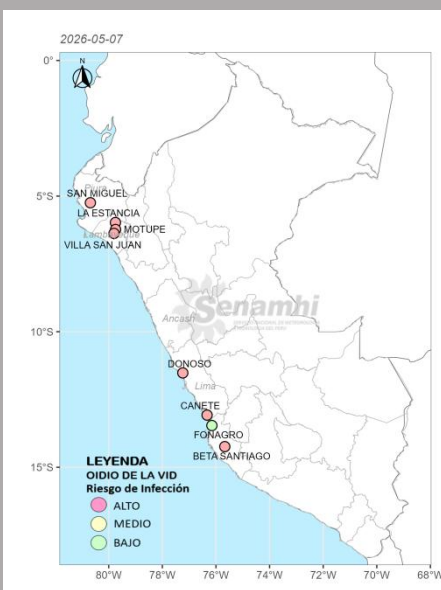 2026-05-07
N
0°
5°S
10°S
15°S
Piura
SAN MIGUEL
LA ESTANCIA
MOTUPE
Lambayeque
VILLA SAN JUAN
Senamhi
Ancash
DONOSO
Lima
CANETE
FONAGRO
BETA SANTIAGO
LEYENDA
OIDIO DE LA VID
Riesgo de Infección
ALTO
MEDIO
BAJO
80°W 78°W 76°W 74°W 72°W 70°W 68°W